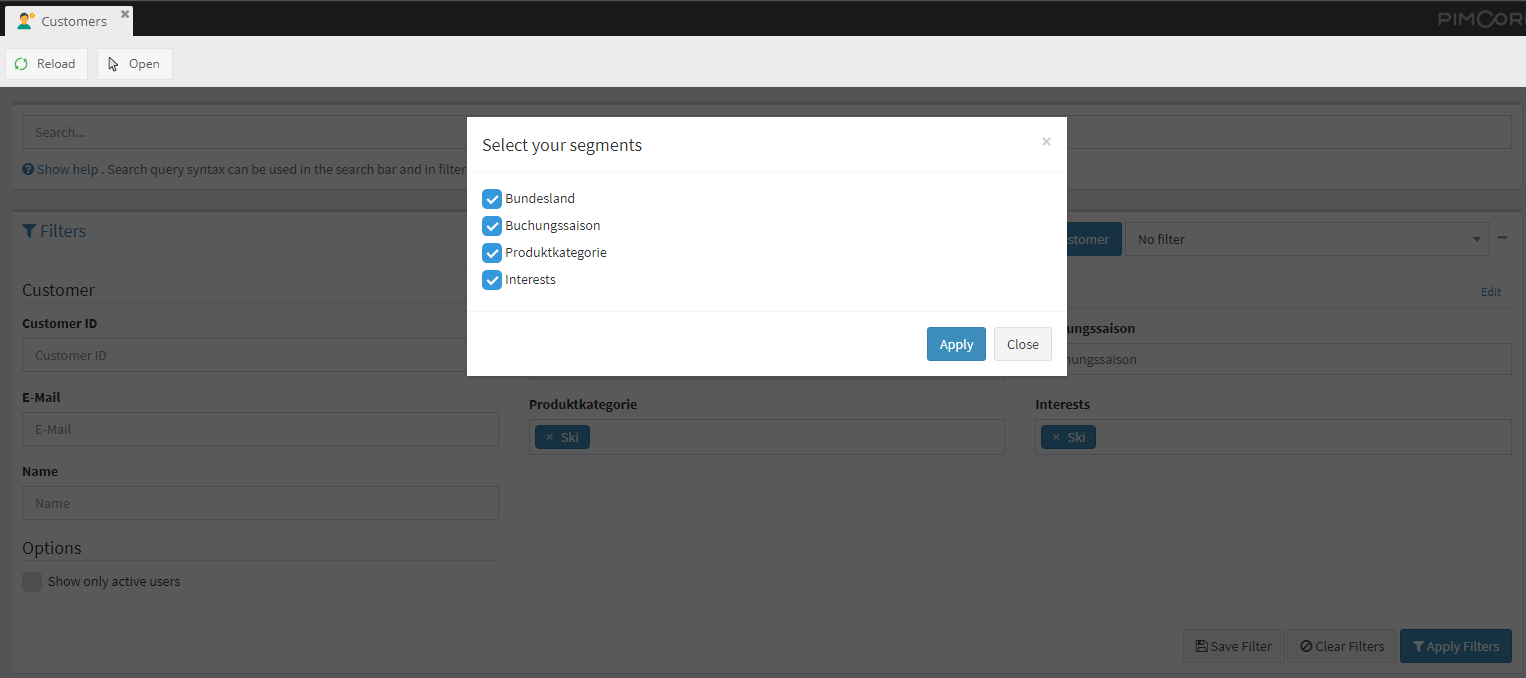 Customers
PIMCOR
Reload
Open
Search...
Show help . Search query syntax can be used in the search bar and in filter
Select your segments
Bundesland
Buchungssaison
Produktkategorie
Interests
Apply
Close
Filters
stomer
No filter
Customer
Edit
Customer ID
Customer ID
ungssaison
hungssaison
E-Mail
E-Mail
Produktkategorie
× Ski
Interests
× Ski
Name
Name
Options
Show only active users
Save Filter
Clear Filters
Apply Filters